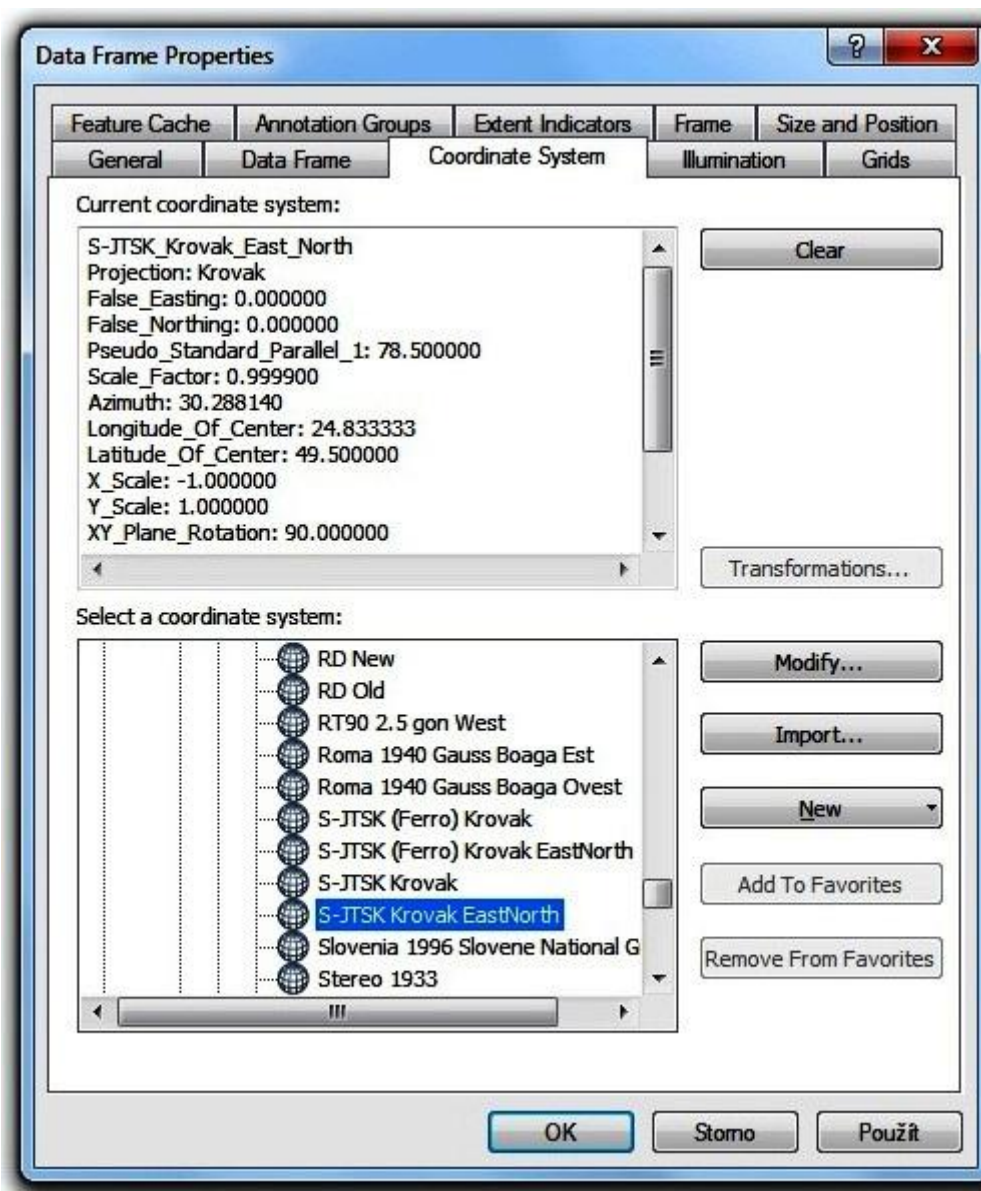 Data Frame Properties
Feature Cache Annotation Groups Extent Indicators Frame Size and Position
General Data Frame Coordinate System Illumination Grids
Current coordinate system:
S-JTSK_Krovak_East_North
Projection: Krovak
False_Easting: 0.000000
False_Northing: 0.000000
Pseudo_Standard_Parallel_1: 78.500000
Scale_Factor: 0.999900
Azimuth: 30.288140
Longitude_Of_Center: 24.833333
Latitude_Of_Center: 49.500000
X_Scale: -1.000000
Y_Scale: 1.000000
XY_Plane_Rotation: 90.000000
Clear
Transformations...
Select a coordinate system:
RD New
RD Old
RT90 2.5 gon West
Roma 1940 Gauss Boaga Est
Roma 1940 Gauss Boaga Ovest
S-JTSK (Ferro) Krovak
S-JTSK (Ferro) Krovak EastNorth
S-JTSK Krovak
S-JTSK Krovak EastNorth
Slovenia 1996 Slovene National G
Stereo 1933
Modify...
Import...
New
Add To Favorites
Remove From Favorites
OK Storno Použít